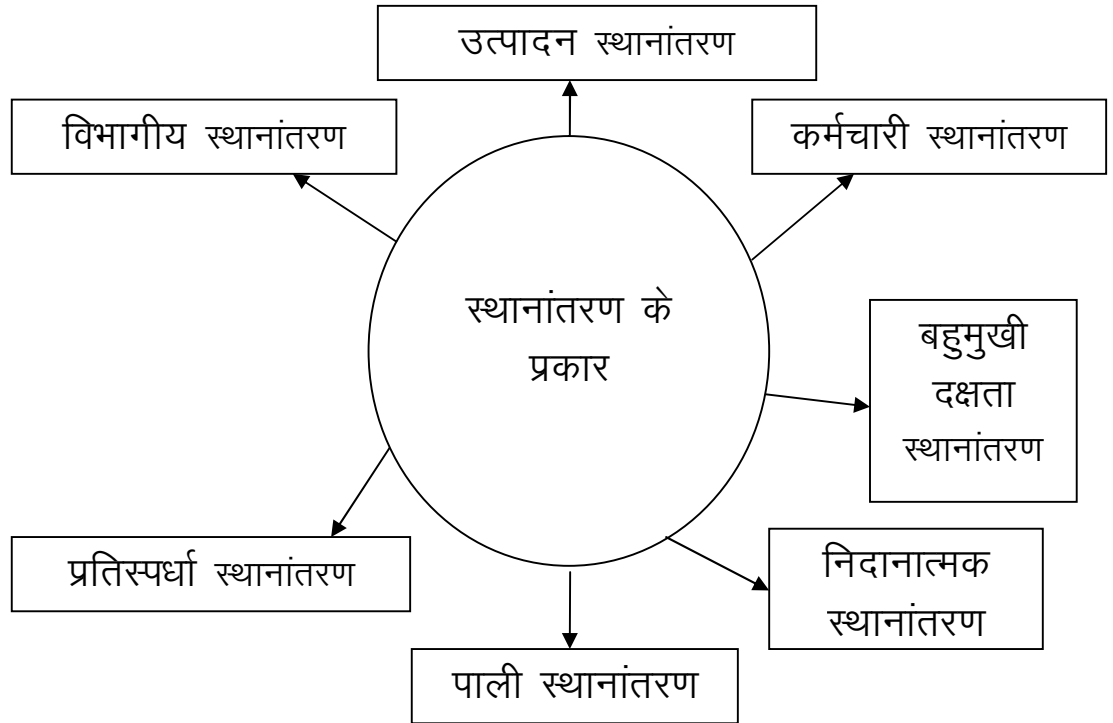 उत्पादन स्थानांतरण
विभागीय स्थानांतरण
कर्मचारी स्थानांतरण
स्थानांतरण के
प्रकार
बहुमुखी
दक्षता
स्थानांतरण
प्रतिस्पर्धा स्थानांतरण
निदानात्मक
स्थानांतरण
पाली स्थानांतरण